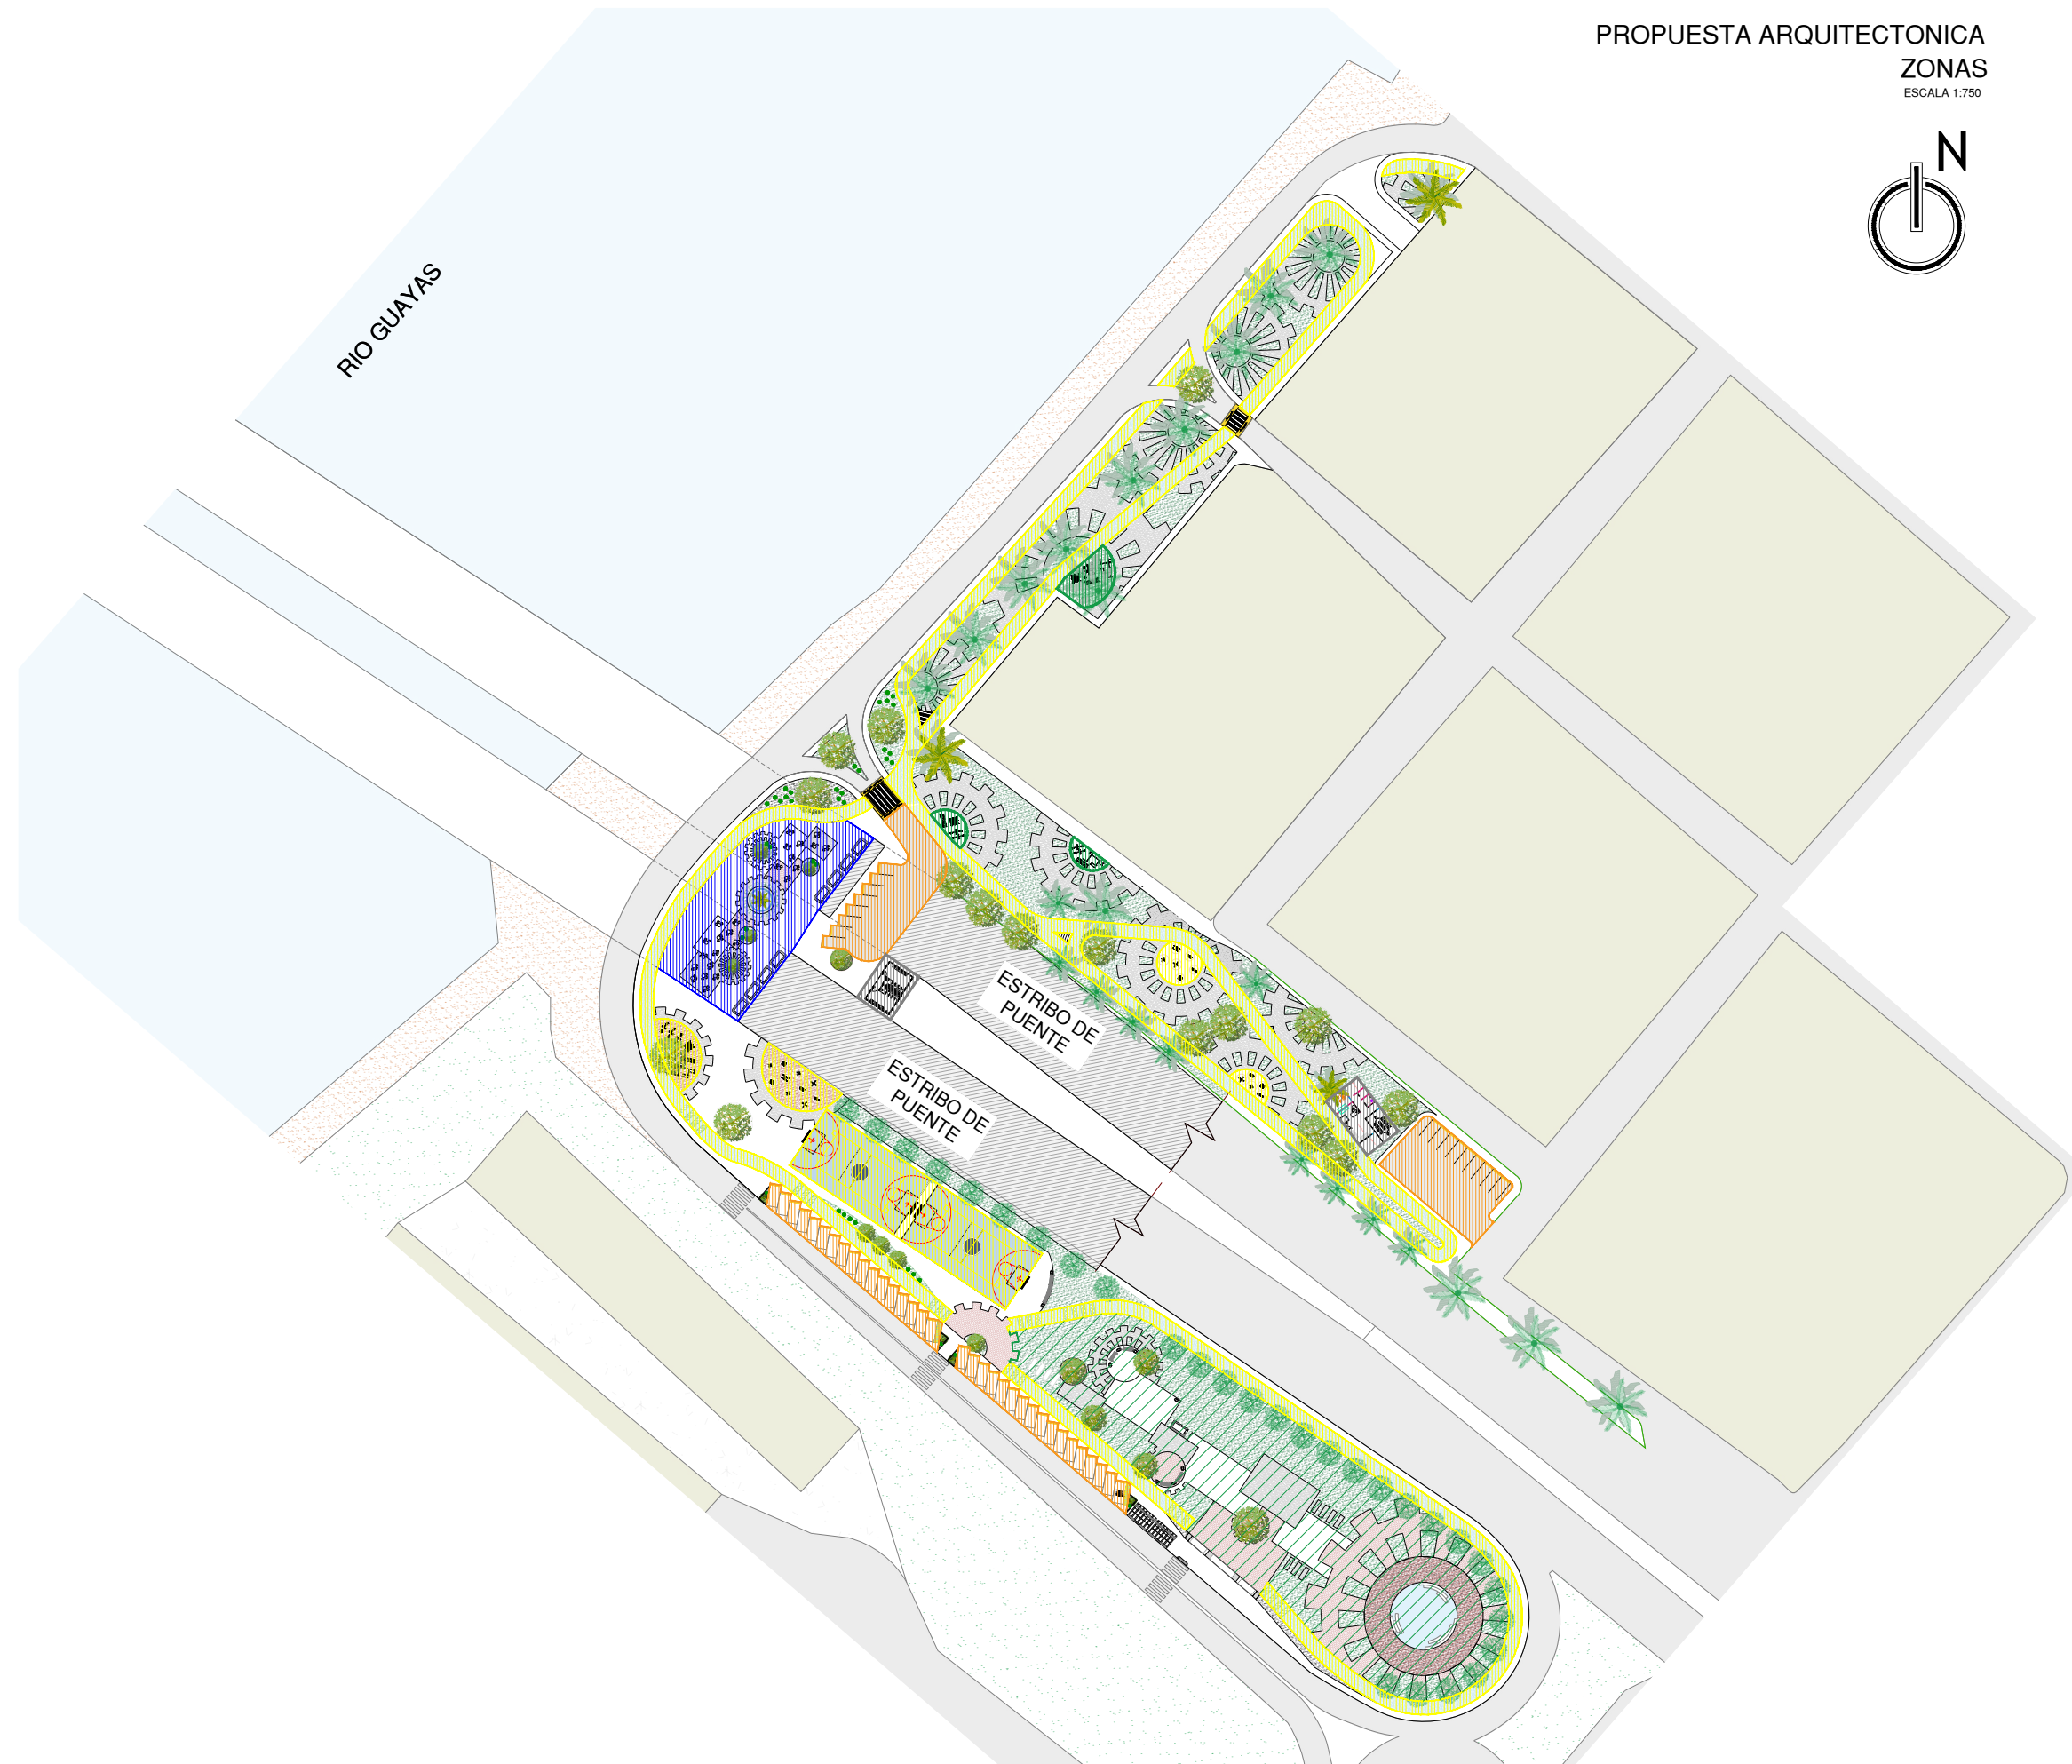 PROPUESTA ARQUITECTONICA
ZONAS
ESCALA 1:750
N
RIO GUAYAS
ESTRIBO DE
PUENTE
ESTRIBO DE
PUENTE